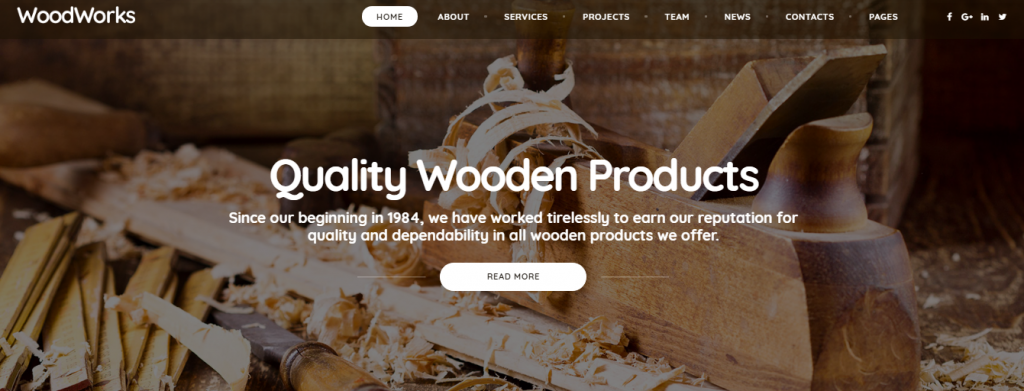 WoodWorks
HOME
ABOUT
SERVICES
PROJECTS
TEAM
NEWS
CONTACTS
PAGES
Quality Wooden Products
Since our beginning in 1984, we have worked tirelessly to earn our reputation for
quality and dependability in all wooden products we offer.
READ MORE